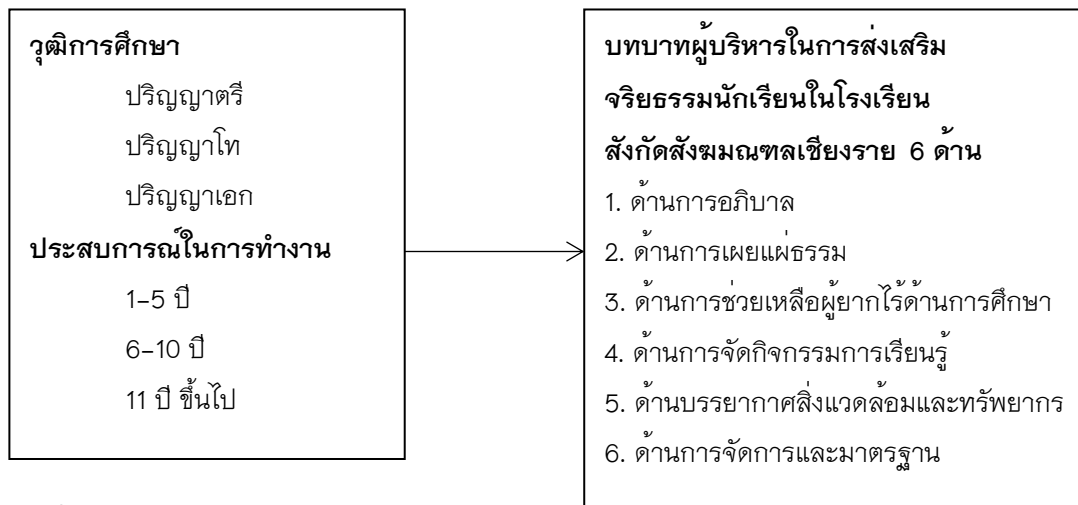 วุฒิการศึกษา
ปริญญาตรี
ปริญญาโท
ปริญญาเอก
ประสบการณ์ในการทำงาน
1–5 ปี
6–10 ปี
11 ปี ขึ้นไป
บทบาทผู้บริหารในการส่งเสริม
จริยธรรมนักเรียนในโรงเรียน
สังกัดสังฆมณฑลเชียงราย 6 ด้าน
1. ด้านการอภิบาล
2. ด้านการเผยแผ่ธรรม
3. ด้านการช่วยเหลือผู้ยากไร้ด้านการศึกษา
4. ด้านการจัดกิจกรรมการเรียนรู้
5. ด้านบรรยากาศสิ่งแวดล้อมและทรัพยากร
6. ด้านการจัดการและมาตรฐาน